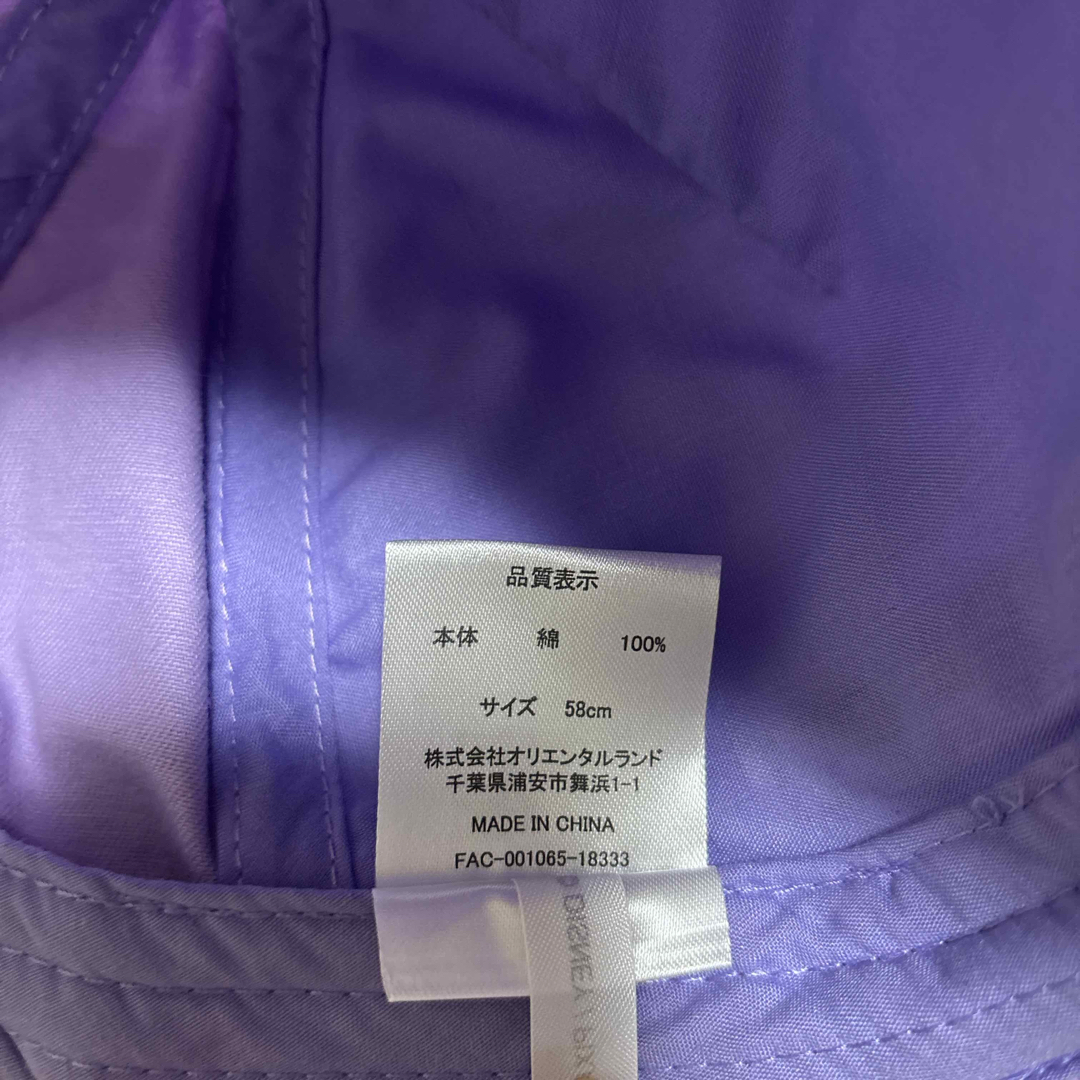 品質表示
本体 綿 100%
サイズ 58cm
株式会社オリエンタルランド
千葉県浦安市舞浜1-1
MADE IN CHINA
FAC-001065-18333
© DISNEY